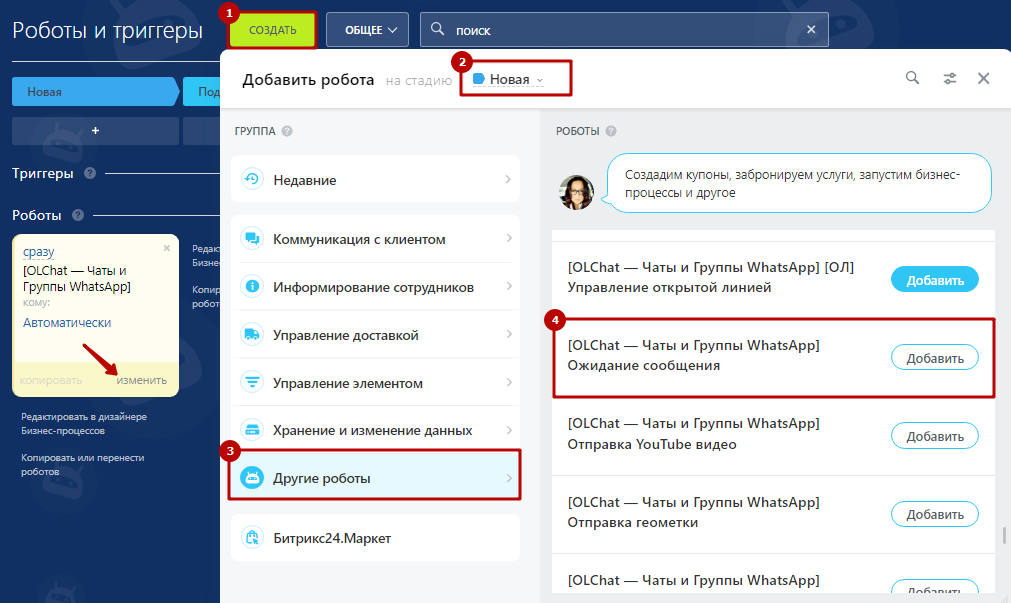 Роботы и триггеры
1
СОЗДАТЬ
ОБЩЕЕ
поиск
Новая
Под
+
Триггеры
Роботы
сразу
[OLChat — Чаты и
Группы WhatsApp]
кому:
Автоматически
копировать
изменить
Редактировать в дизайнере
Бизнес-процессов
Копировать или перенести
роботов
Редак
Бизне
Копир
робот
Добавить робота на стадию
2
Новая
ГРУППА
Недавние
Коммуникация с клиентом
Информирование сотрудников
Управление доставкой
Управление элементом
Хранение и изменение данных
3
Другие роботы
Битрикс24.Маркет
РОБОТЫ
Создадим купоны, забронируем услуги, запустим бизнес-
процессы и другое
[OLChat — Чаты и Группы WhatsApp] [ОЛ]
Управление открытой линией
Добавить
4
[OLChat — Чаты и Группы WhatsApp]
Ожидание сообщения
Добавить
[OLChat — Чаты и Группы WhatsApp]
Отправка YouTube видео
Добавить
[OLChat — Чаты и Группы WhatsApp]
Отправка геометки
Добавить
[OLChat — Чаты и Группы WhatsApp]
Добавить